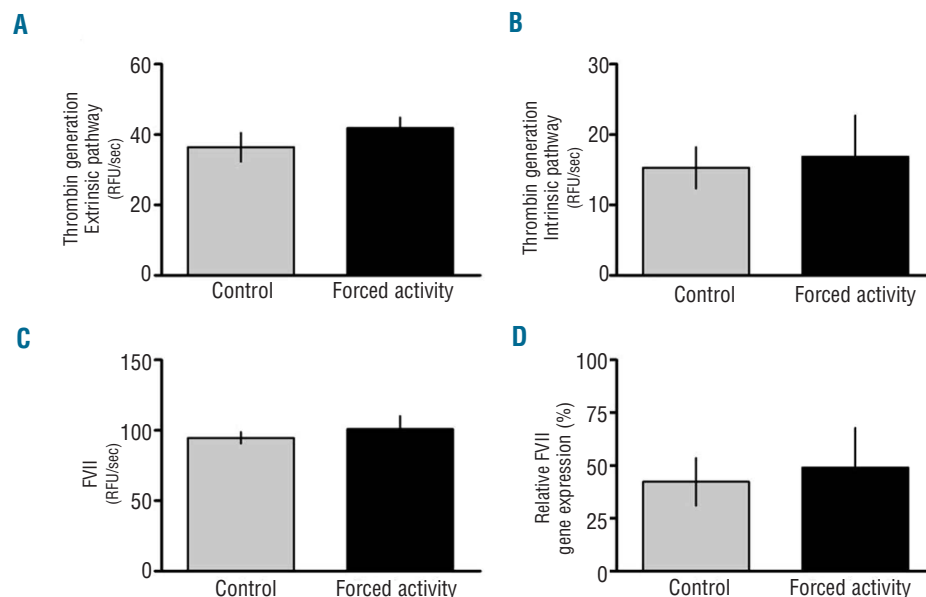 A
Thrombin generation
Extrinsic pathway
(RFU/sec)
60
40
20
0
Control Forced activity
B
Thrombin generation
Intrinsic pathway
(RFU/sec)
30
20
10
0
Control Forced activity
C
FVII
(RFU/sec)
150
100
50
0
Control Forced activity
D
Relative FVII
gene expression (%)
100
75
50
25
0
Control Forced activity